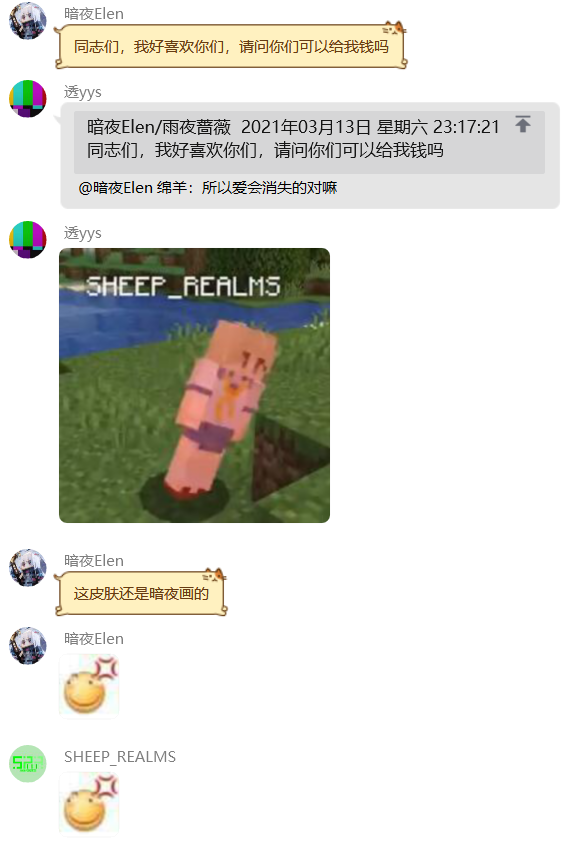 暗夜Elen
同志们，我好喜欢你们，请问你们可以给我钱吗
透yys
暗夜Elen/雨夜蔷薇 2021年03月13日 星期六 23:17:21
同志们，我好喜欢你们，请问你们可以给我钱吗
@暗夜Elen 绵羊：所以爱会消失的对嘛
透yys
SHEEP_REALMS
暗夜Elen
这皮肤还是暗夜画的
暗夜Elen
SHEEP_REALMS